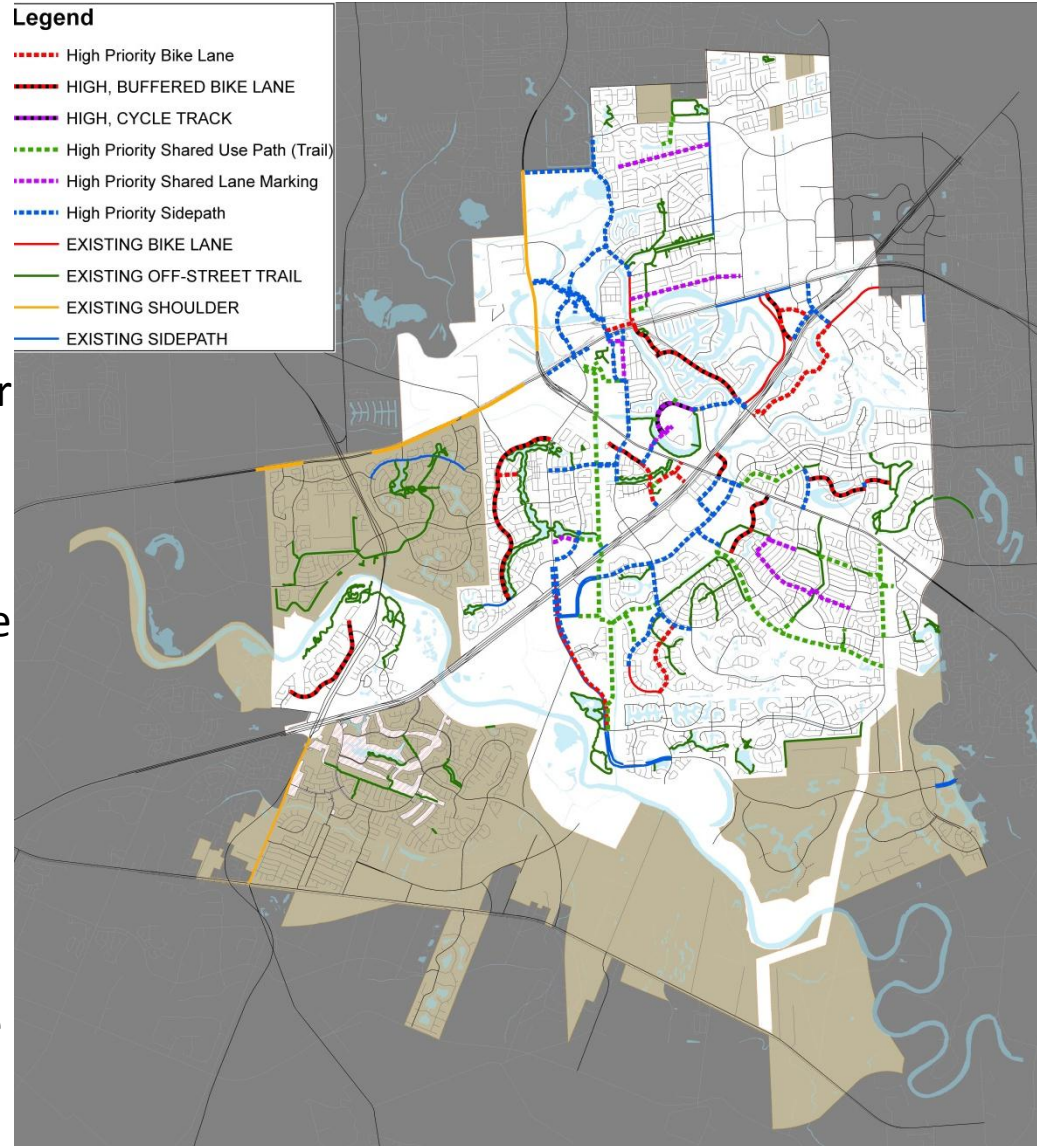 Legend
High Priority Bike Lane
HIGH, BUFFERED BIKE LANE
HIGH, CYCLE TRACK
High Priority Shared Use Path (Trail)
High Priority Shared Lane Marking
High Priority Sidepath
EXISTING BIKE LANE
EXISTING OFF-STREET TRAIL
EXISTING SHOULDER
EXISTING SIDEPATH
r
e